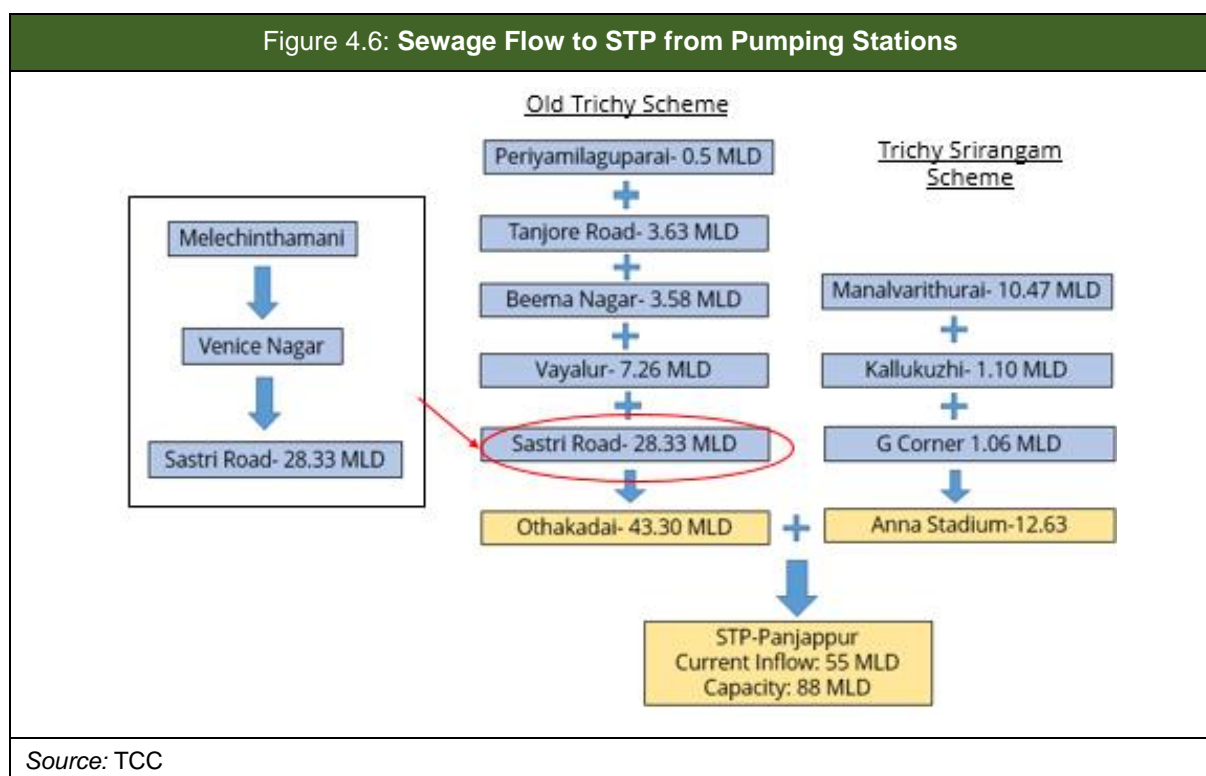 Figure 4.6: Sewage Flow to STP from Pumping Stations
Old Trichy Scheme
Periyamilaguparai- 0.5 MLD
Tanjore Road- 3.63 MLD
Beema Nagar- 3.58 MLD
Vayalur- 7.26 MLD
Sastri Road- 28.33 MLD
Othakadai- 43.30 MLD
Trichy Srirangam
Scheme
Manalvarithurai- 10.47 MLD
Kallukuzhi- 1.10 MLD
G Corner 1.06 MLD
Anna Stadium-12.63
Melechinthamani
Venice Nagar
Sastri Road- 28.33 MLD
STP-Panjappur
Current Inflow: 55 MLD
Capacity: 88 MLD
Source: TCC